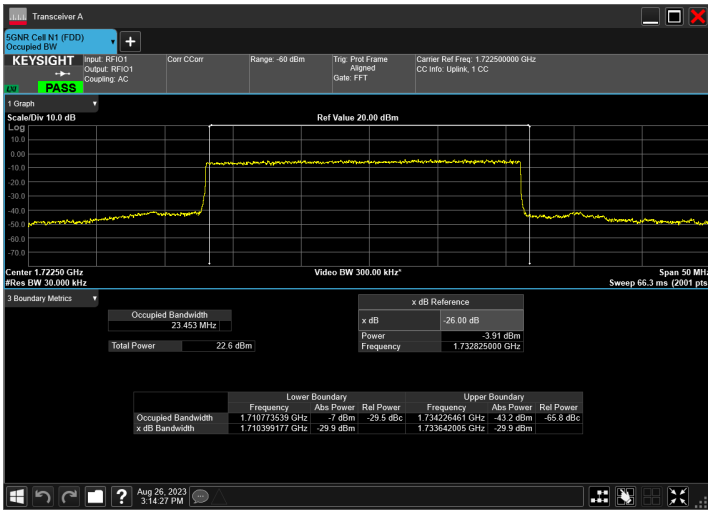 Transceiver A
5GNR Cell N1 (FDD)
Occupied BW
KEYSIGHT
LXI
PASS
Input: RFIO1
Output: RFIO1
Coupling: AC
Corr CCorr
Range: -60 dBm
Trig: Prot Frame
Aligned
Gate: FFT
Carrier Ref Freq: 1.722500000 GHz
CC Info: Uplink, 1 CC
1 Graph
Scale/Div 10.0 dB
Ref Value 20.00 dBm
Log
10.0
0.00
-10.0
-20.0
-30.0
-40.0
-50.0
-60.0
-70.0
Center 1.72250 GHz
Video BW 300.00 kHz*
Span 50 MHz
#Res BW 30.000 kHz
Sweep 66.3 ms (2001 pts
3 Boundary Metrics
Occupied Bandwidth
23.453 MHz
Total Power 22.6 dBm
x dB Reference
x dB -26.00 dB
Power -3.91 dBm
Frequency 1.732825000 GHz
Lower Boundary Upper Boundary
Frequency Abs Power Rel Power Frequency Abs Power Rel Power
Occupied Bandwidth 1.710773539 GHz -7 dBm -29.5 dBc 1.734226461 GHz -43.2 dBm -65.8 dBc
x dB Bandwidth 1.710399177 GHz -29.9 dBm 1.733642005 GHz -29.9 dBm
? Aug 26, 2023
3:14:27 PM